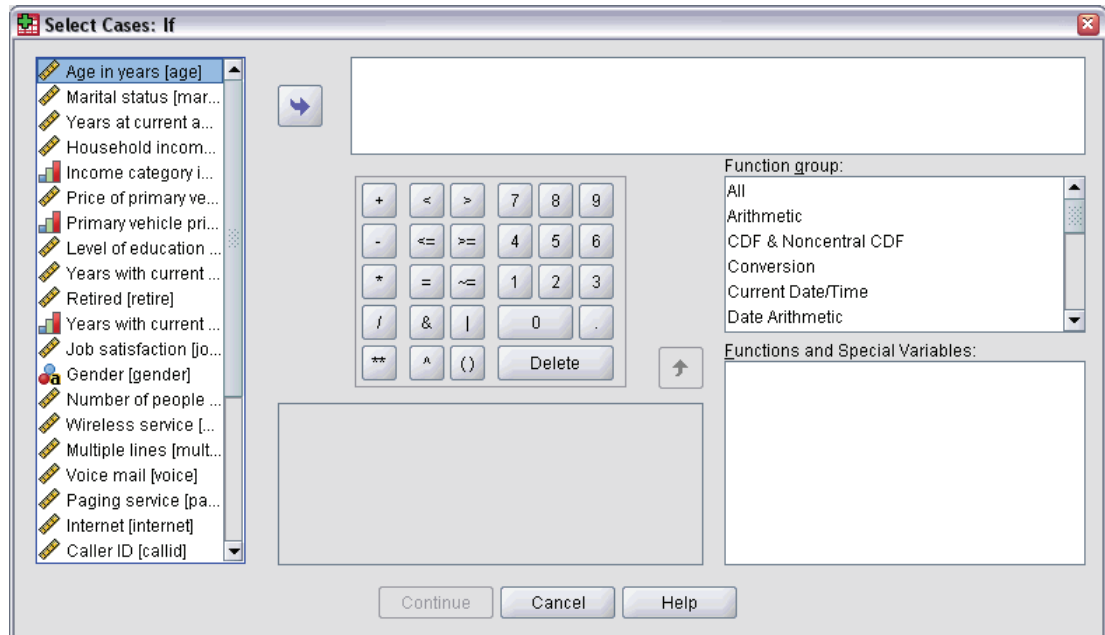 Select Cases: If
Age in years [age]
Marital status [mar...
Years at current a...
Household incom...
Income category i...
Price of primary ve...
Primary vehicle pri...
Level of education ...
Years with current ...
Retired [retire]
Years with current ...
Job satisfaction [jo...
Gender [gender]
Number of people ...
Wireless service [...
Multiple lines [mult...
Voice mail [voice]
Paging service [pa...
Internet [internet]
Caller ID [callid]
+ < > 7 8 9
- <= >= 4 5 6
* = ~= 1 2 3
/ & | 0 .
** ^ () Delete
Function group:
All
Arithmetic
CDF & Noncentral CDF
Conversion
Current Date/Time
Date Arithmetic
Functions and Special Variables:
Continue Cancel Help